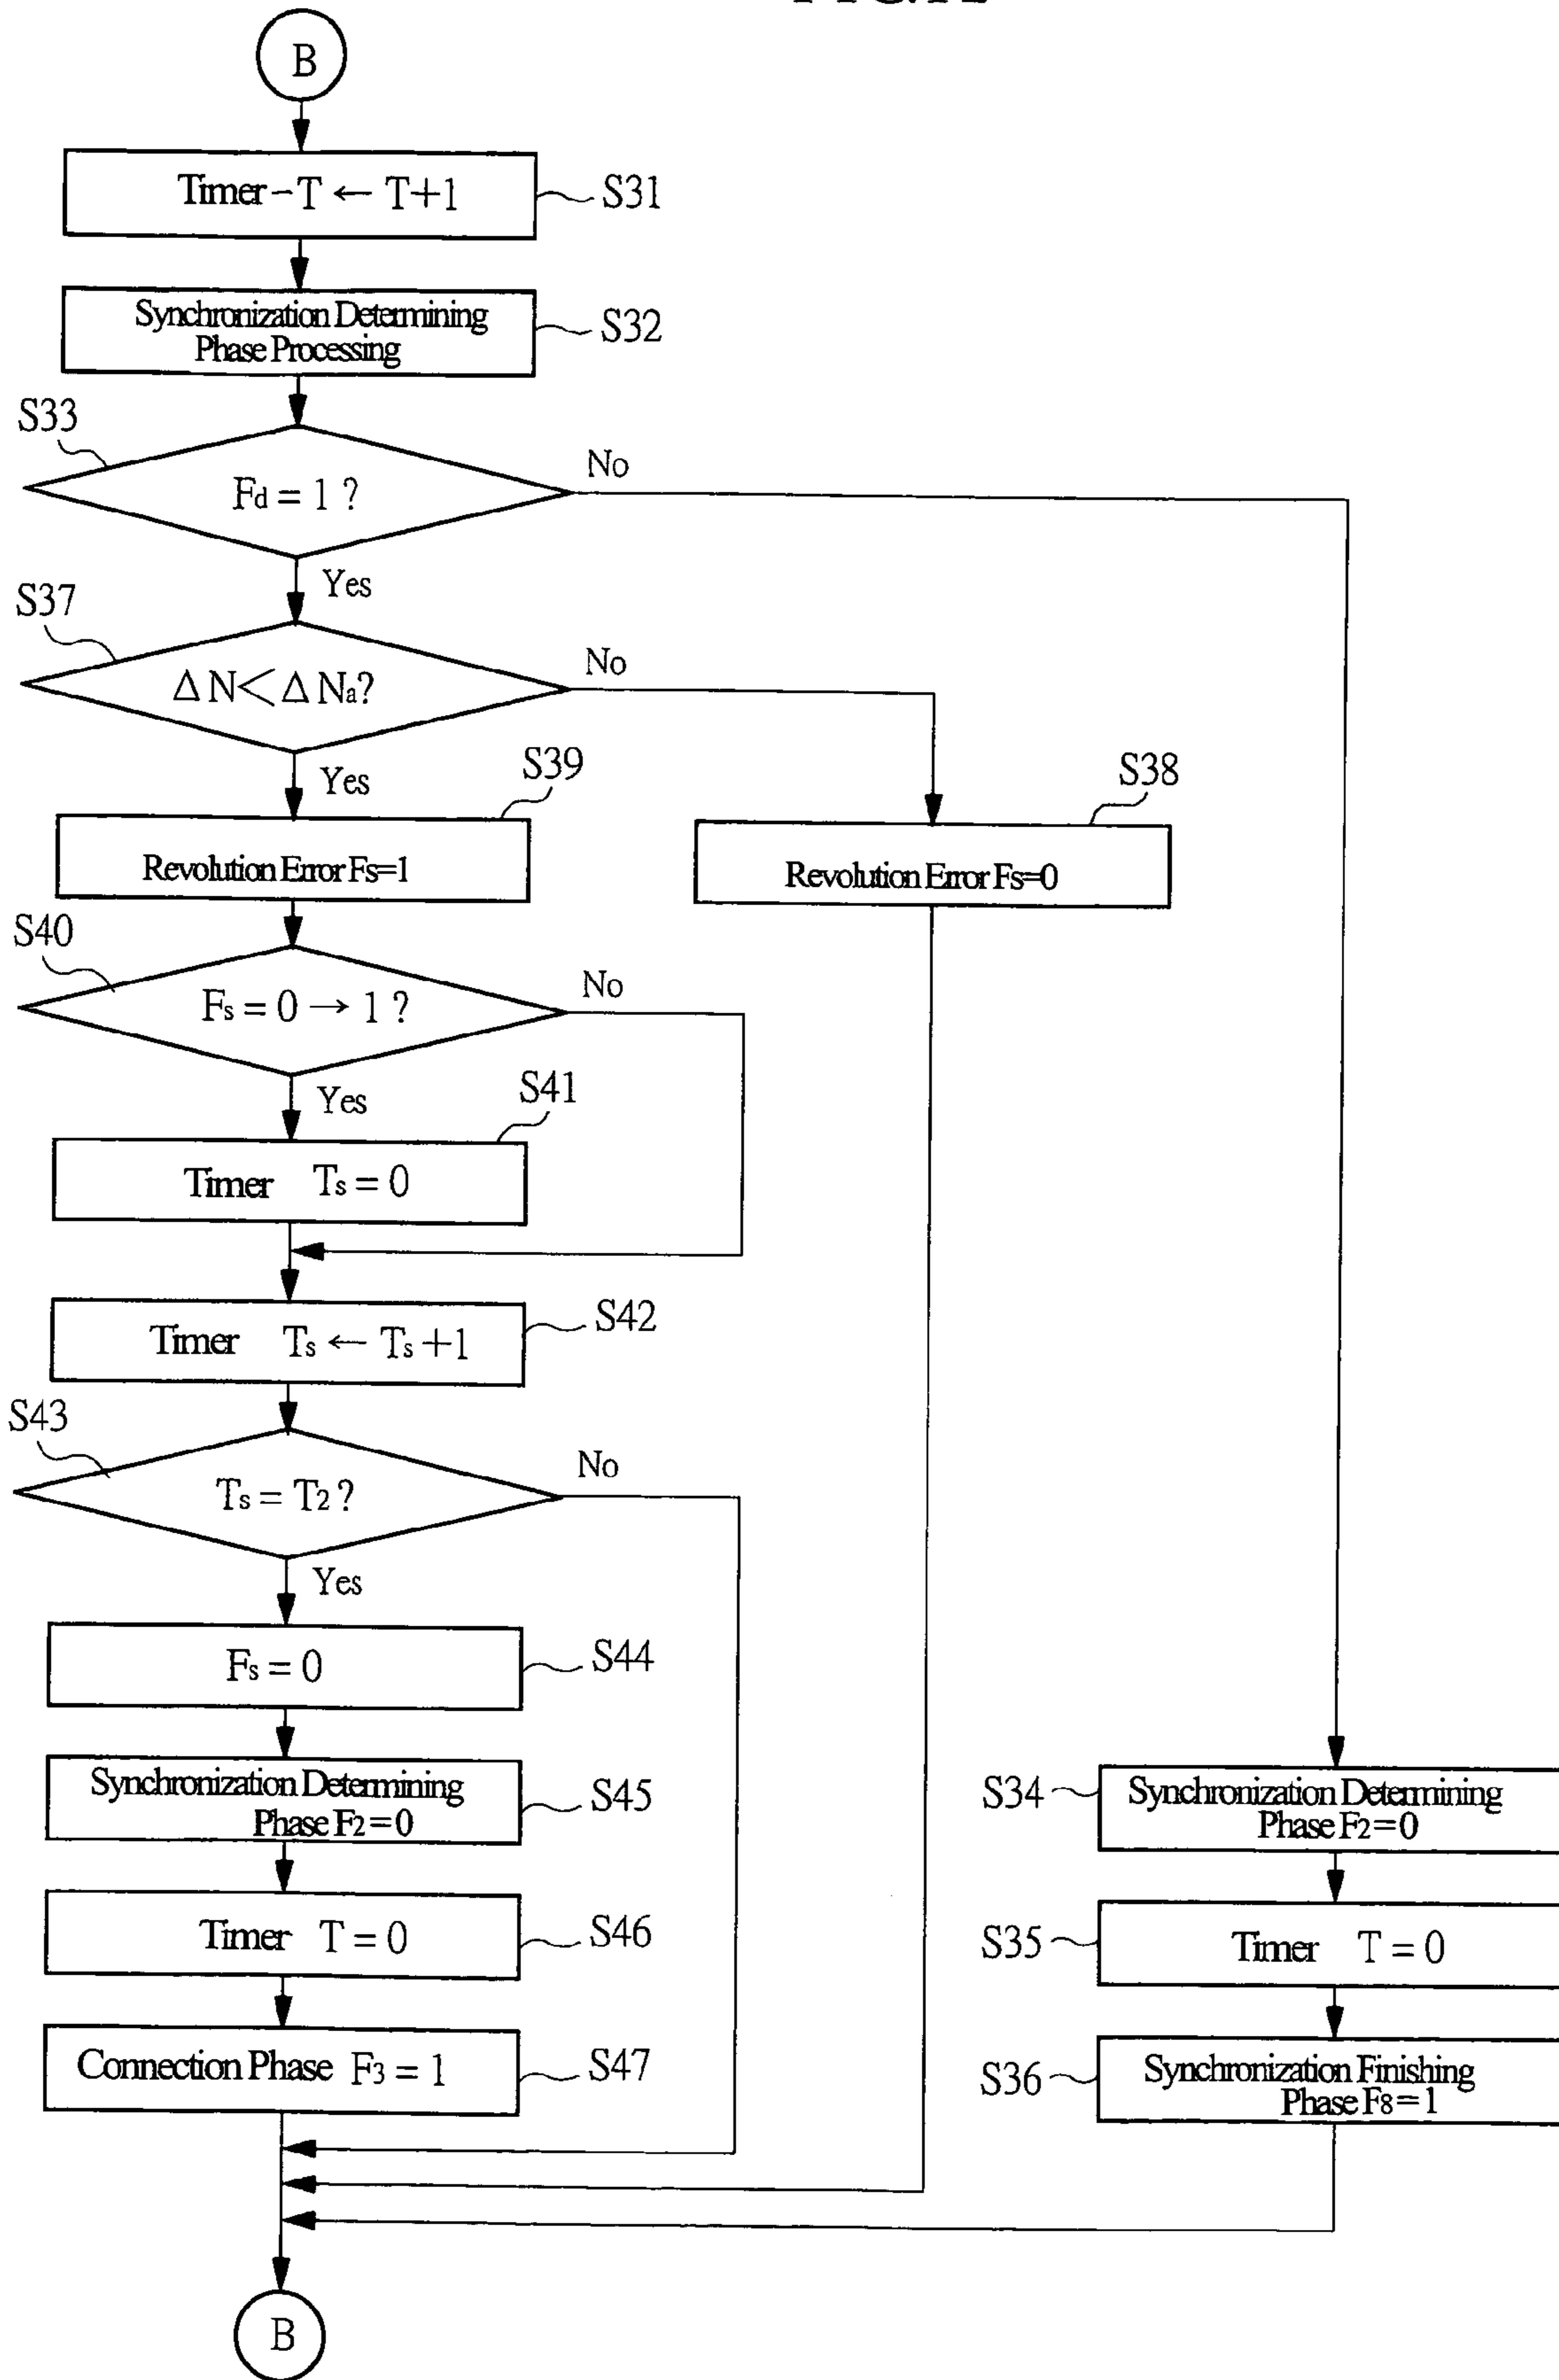 B
Timer-T ← T+1
S31
Synchronization Determining
Phase Processing
S32
S33
Fd = 1 ?
No
Yes
S37
ΔN<ΔNa?
No
Yes
S39
Revolution Error Fs=1
S38
Revolution Error Fs=0
S40
Fs = 0 → 1 ?
No
Yes
S41
Timer Ts = 0
Timer Ts ← Ts +1
S42
S43
Ts = T2 ?
No
Yes
Fs = 0
S44
Synchronization Determining
Phase F2 = 0
S45
Timer T = 0
S46
Connection Phase F3 = 1
S47
S34
Synchronization Determining
Phase F2 = 0
S35
Timer T = 0
S36
Synchronization Finishing
Phase F8 = 1
B